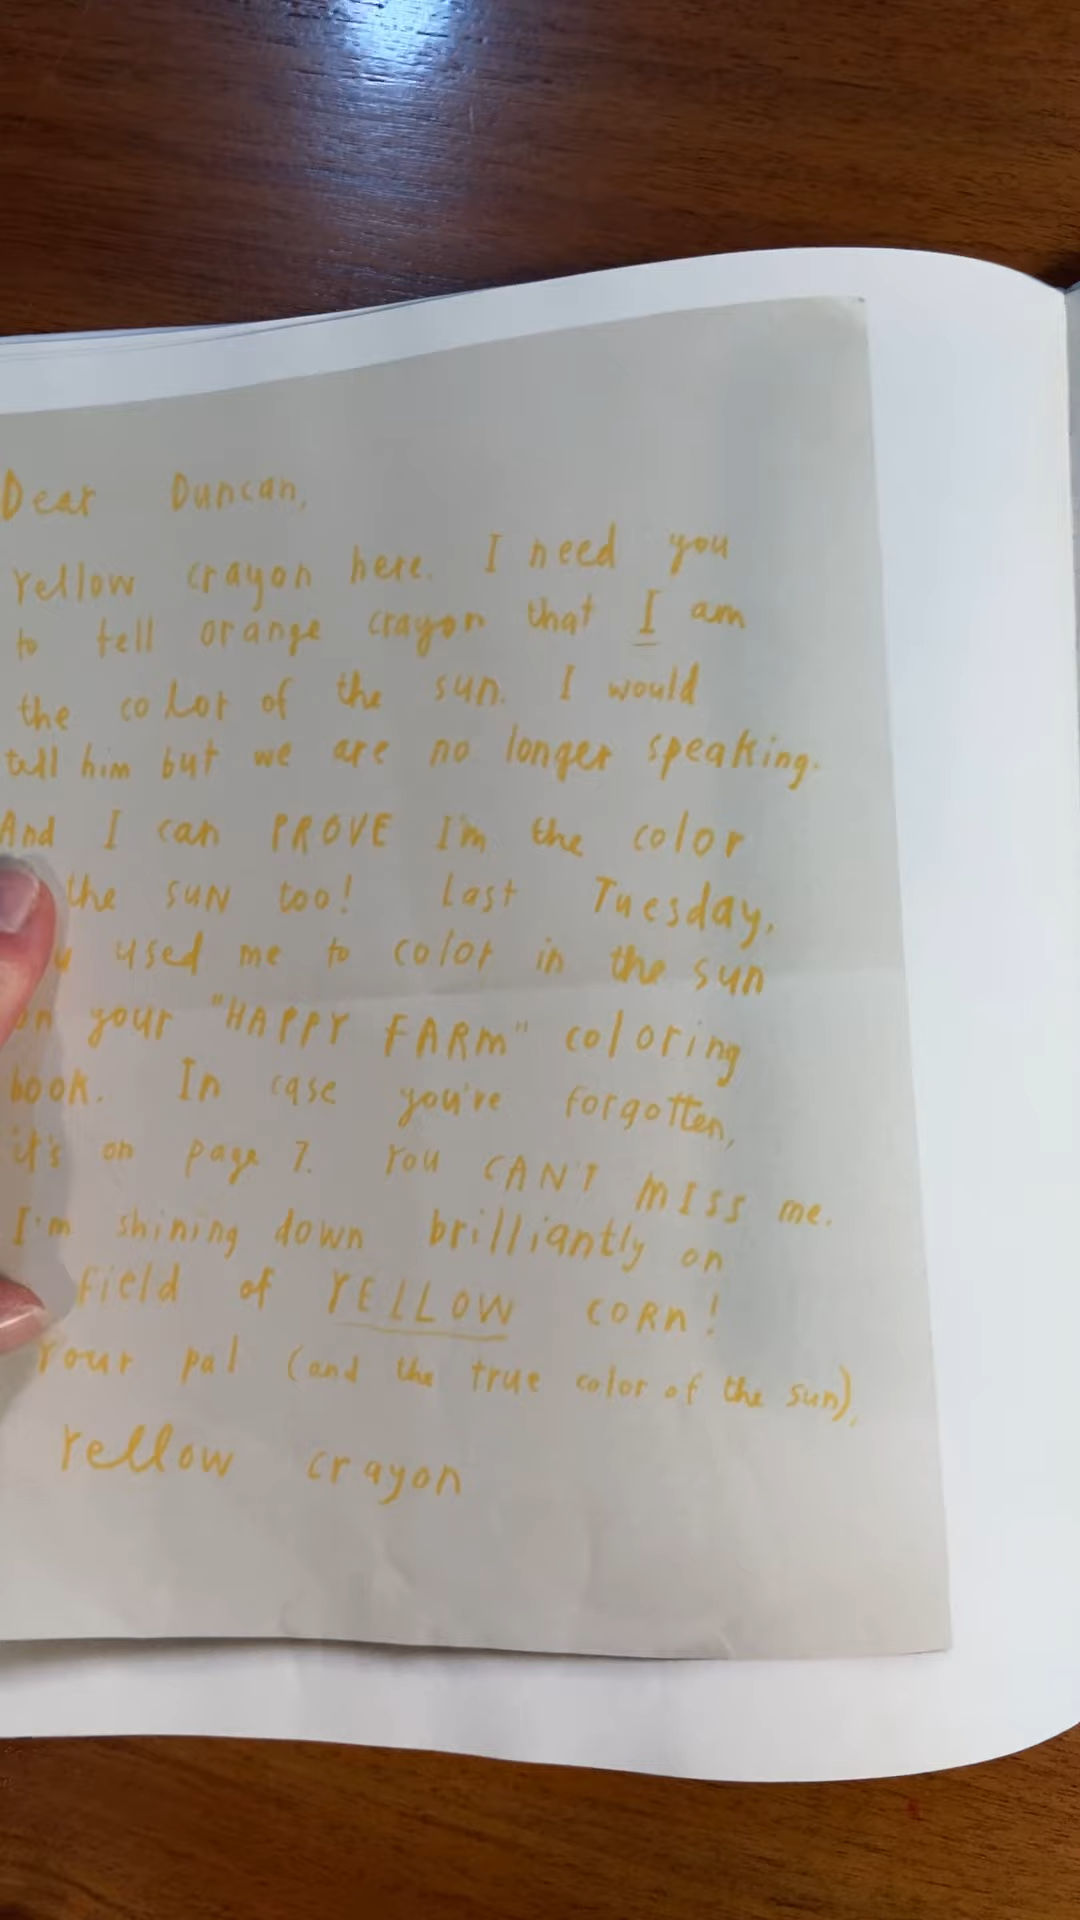 Dear Duncan,
Yellow crayon here. I need you
to tell orange crayon that I am
the color of the sun. I would
tell him but we are no longer speaking.
And I can PROVE I'm the color
the SUN too! Last Tuesday,
used me to color in the sun
on your "HAPPY FARM" coloring
book. In case you've forgotten,
it's on page 7. You CAN'T MISS me.
I'm shining down brilliantly on
field of YELLOW CORN!
Your pal (and the true color of the sun),
Yellow crayon